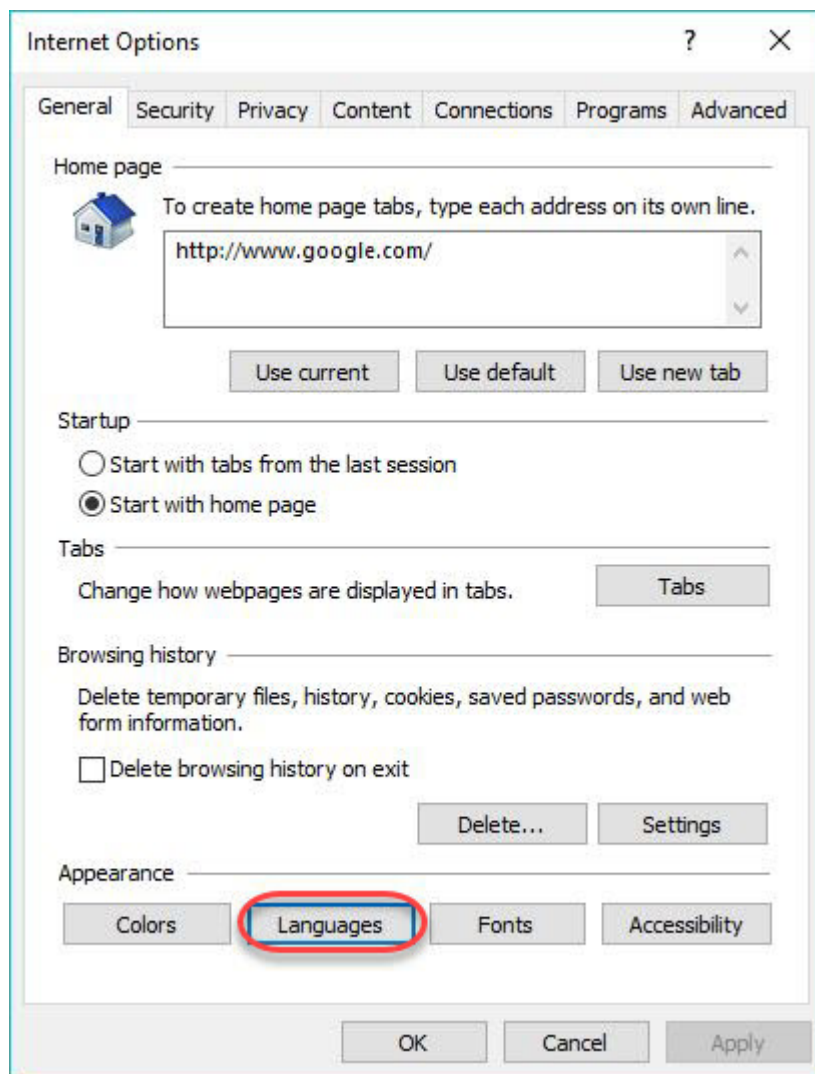 Internet Options
?
General Security Privacy Content Connections Programs Advanced
Home page
To create home page tabs, type each address on its own line.
http://www.google.com/
Use current Use default Use new tab
Startup
Start with tabs from the last session
Start with home page
Tabs
Change how webpages are displayed in tabs. Tabs
Browsing history
Delete temporary files, history, cookies, saved passwords, and web
form information.
Delete browsing history on exit
Delete... Settings
Appearance
Colors Languages Fonts Accessibility
OK Cancel Apply